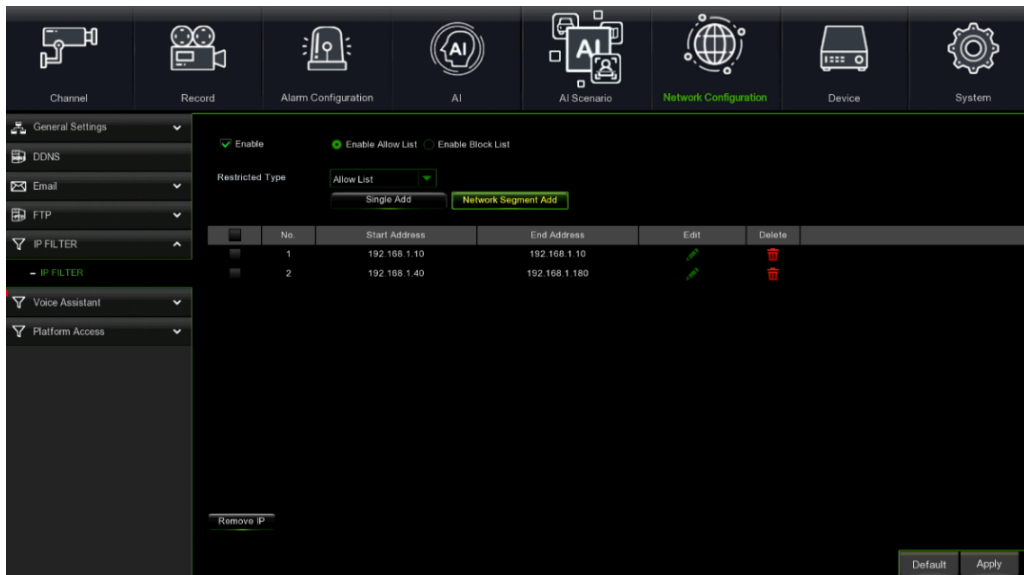 AI
AI
Channel Record Alarm Configuration AI AI Scenario Network Configuration Device System
General Settings
DDNS
Email
FTP
IP FILTER
– IP FILTER
Voice Assistant
Platform Access
Enable Enable Allow List Enable Block List
Restricted Type Allow List
Single Add Network Segment Add
No. Start Address End Address Edit Delete
1 192.168.1.10 192.168.1.10
2 192.168.1.40 192.168.1.180
Remove IP
Default Apply